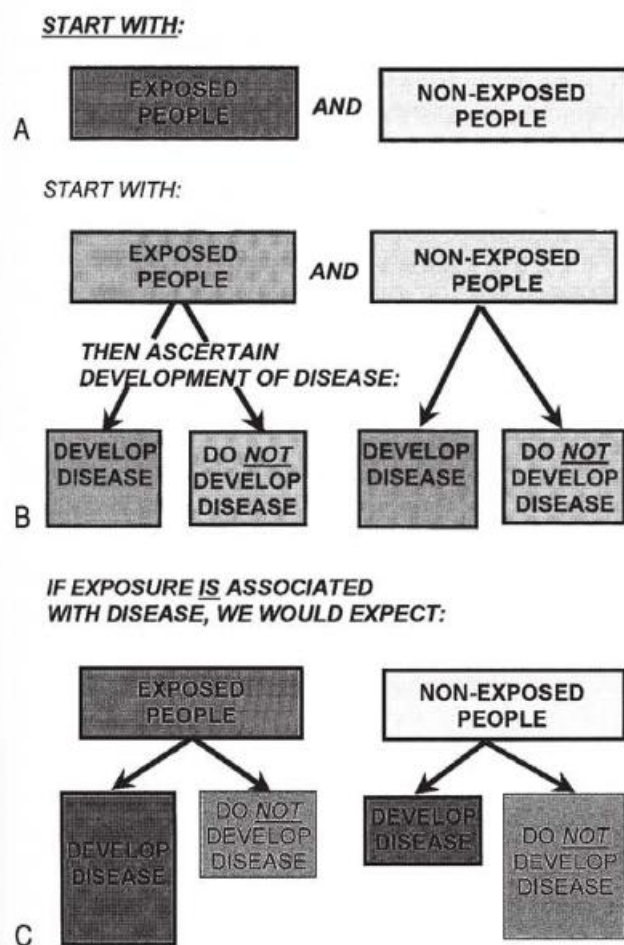 START WITH:
EXPOSED
PEOPLE
AND
NON-EXPOSED
PEOPLE
A
START WITH:
EXPOSED
PEOPLE
AND
NON-EXPOSED
PEOPLE
THEN ASCERTAIN
DEVELOPMENT OF DISEASE:
DEVELOP
DISEASE
DO NOT
DEVELOP
DISEASE
DEVELOP
DISEASE
DO NOT
DEVELOP
DISEASE
B
IF EXPOSURE IS ASSOCIATED
WITH DISEASE, WE WOULD EXPECT:
EXPOSED
PEOPLE
NON-EXPOSED
PEOPLE
DEVELOP
DISEASE
DO NOT
DEVELOP
DISEASE
DEVELOP
DISEASE
DO NOT
DEVELOP
DISEASE
C